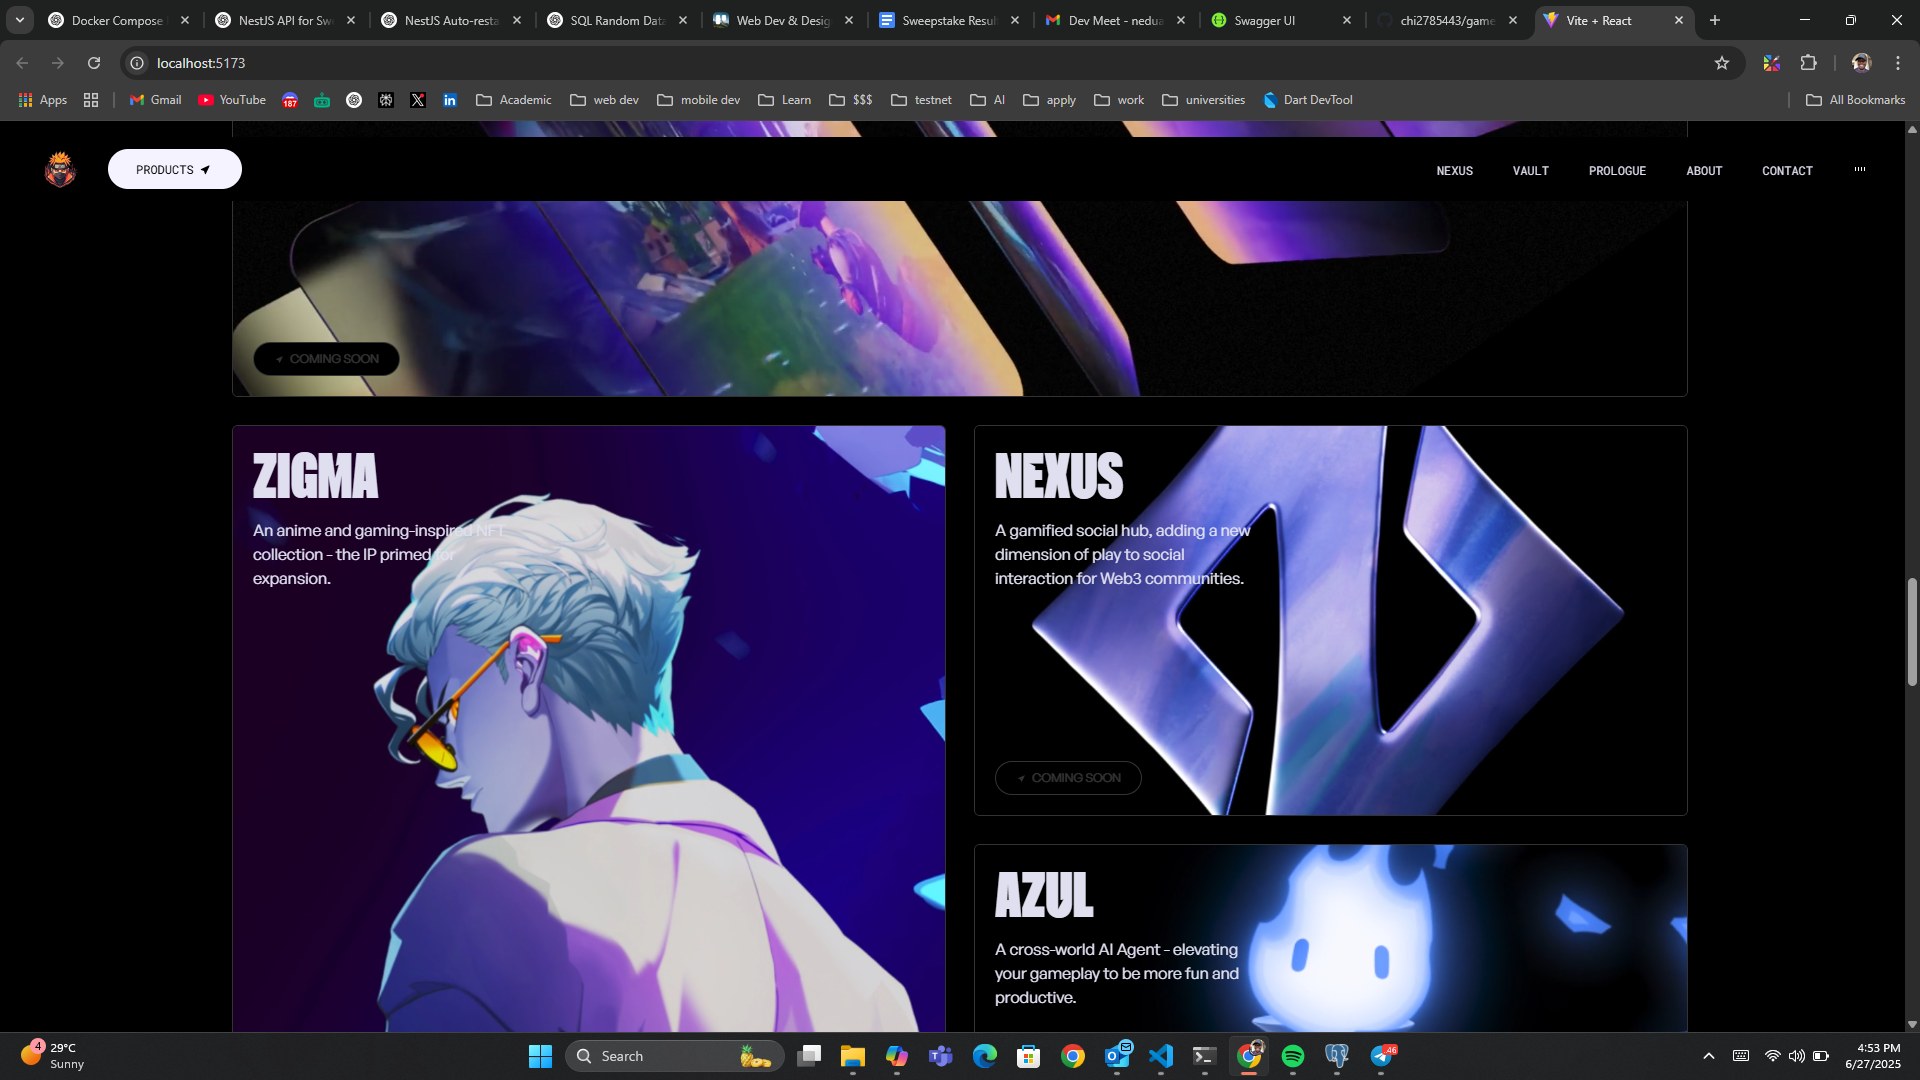 Docker Compose
NestJS API for Sw
NestJS Auto-resta
SQL Random Data
Web Dev & Design
Sweepstake Resul
Dev Meet - nedua
Swagger UI
chi2785443/game
Vite + React
localhost:5173
Apps
Gmail
YouTube
187
Academic
web dev
mobile dev
Learn
$$$
testnet
AI
apply
work
universities
Dart DevTool
All Bookmarks
PRODUCTS
NEXUS
VAULT
PROLOGUE
ABOUT
CONTACT
COMING SOON
ZIGMA
An anime and gaming-inspired NFT
collection - the IP primed for
expansion.
NEXUS
A gamified social hub, adding a new
dimension of play to social
interaction for Web3 communities.
COMING SOON
AZUL
A cross-world AI Agent - elevating
your gameplay to be more fun and
productive.
4
29°C
Sunny
Search
46
4:53 PM
6/27/2025